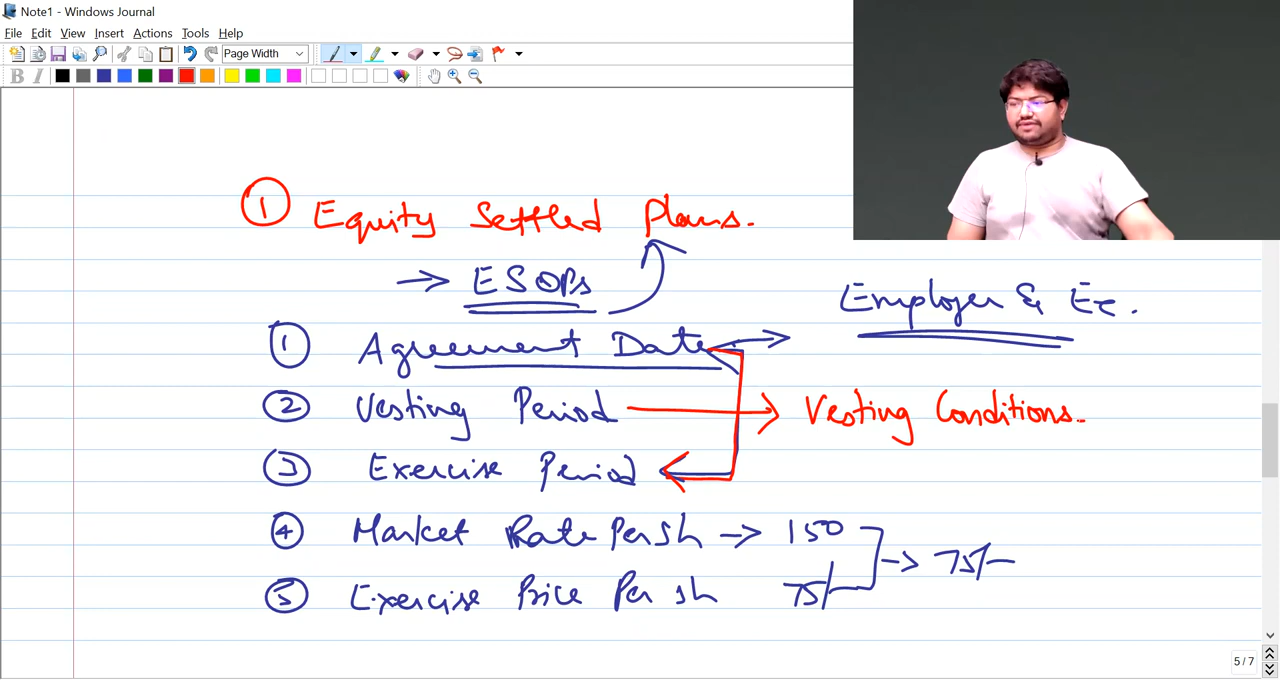 Note1 - Windows Journal
File Edit View Insert Actions Tools Help
Page Width
B I
① Equity Settled Plans.
→ ESOPs
Employer & Ee.
① Agreement Date
② Vesting Period → Vesting Conditions..
③ Exercise Period
④ Market Rate Per sh → 150
→ 75/-
⑤ Exercise Price Per sh 75/-
5 / 7